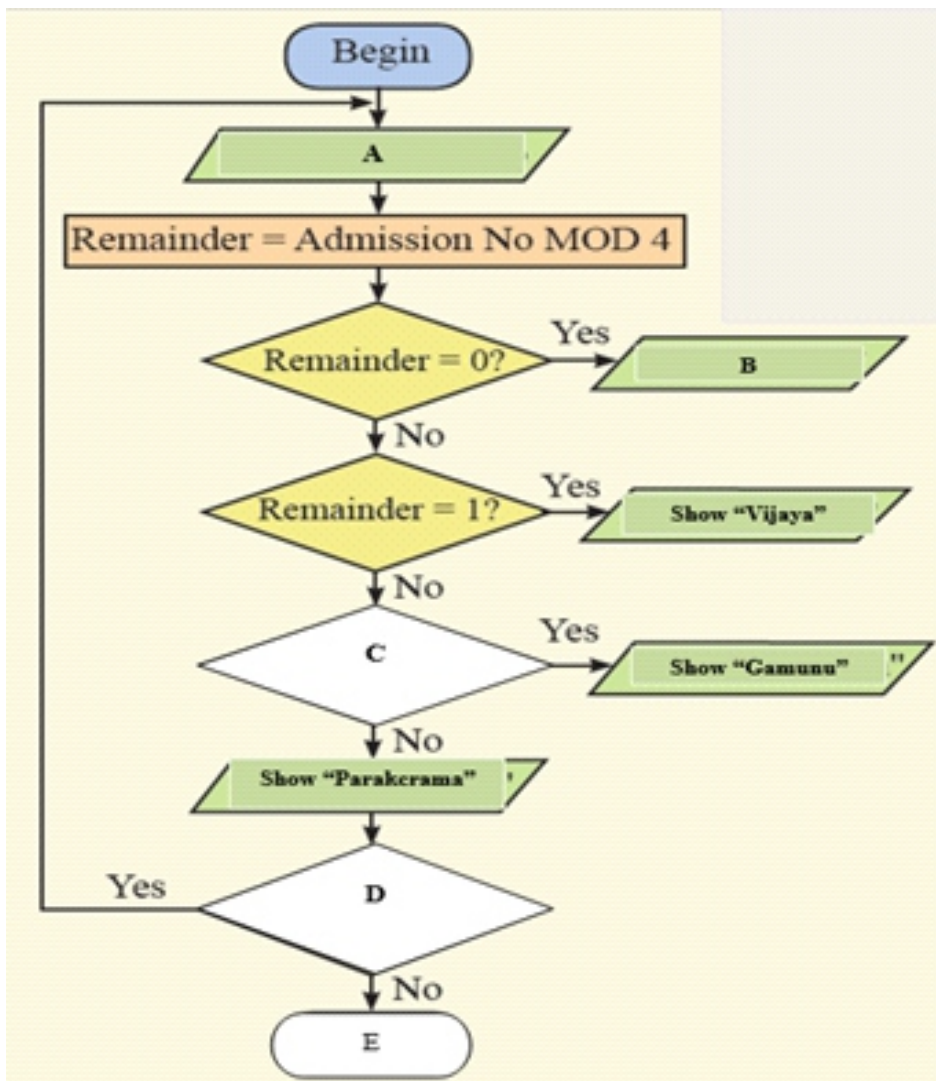 Begin
A
Remainder = Admission No MOD 4
Remainder = 0?
Yes
B
No
Remainder = 1?
Yes
Show “Vijaya”
No
C
Yes
Show “Gamunu” "
No
Show “Parakcrama” '
D
Yes
No
E